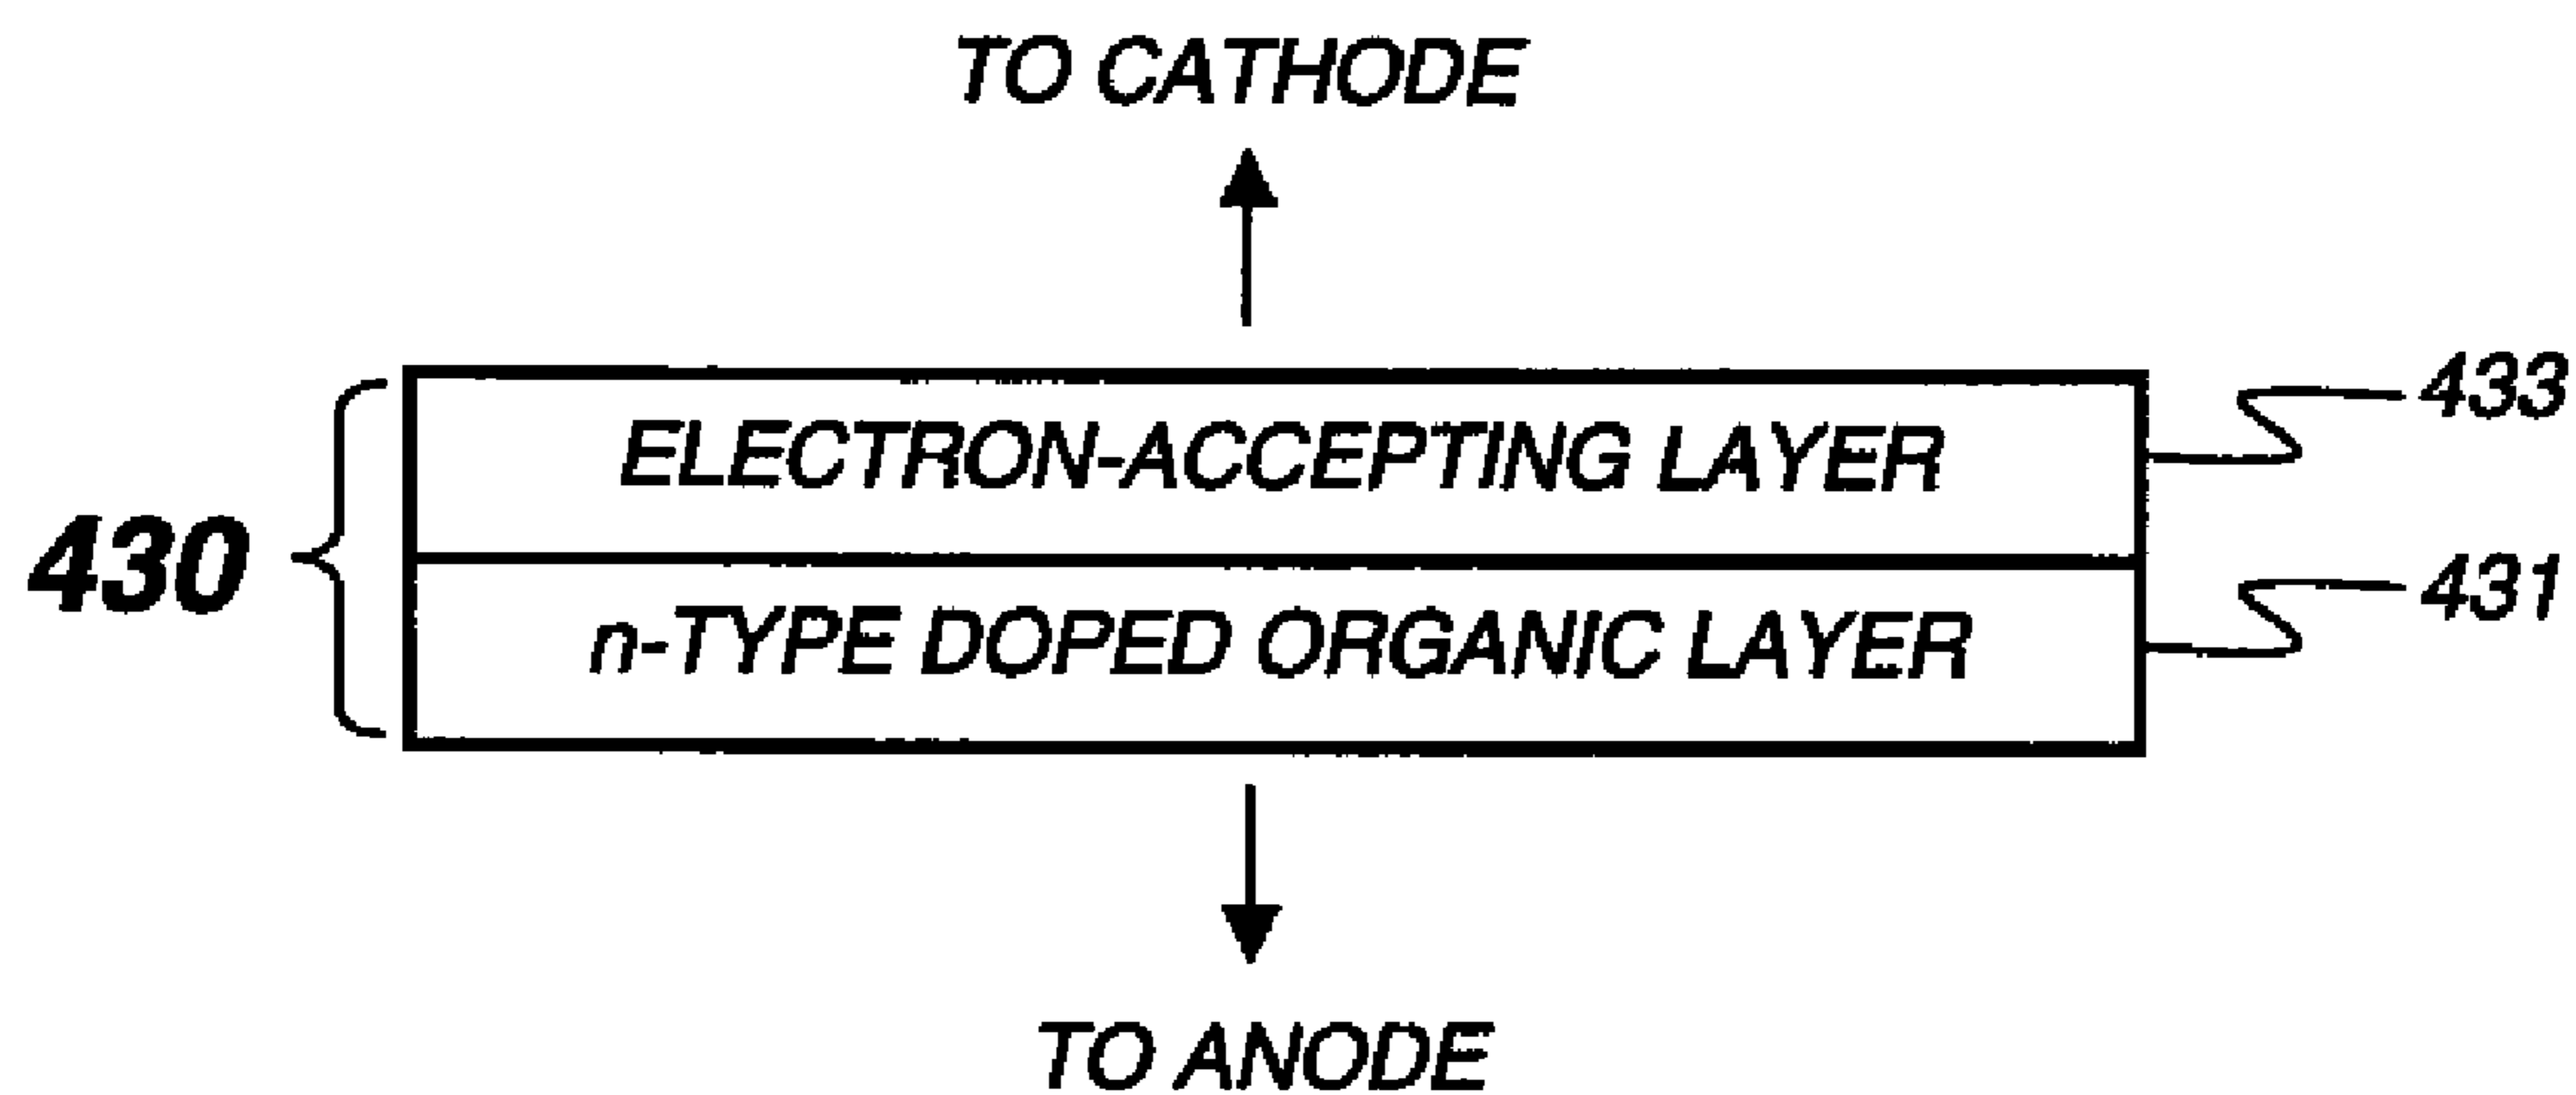 TO CATHODE
433
ELECTRON-ACCEPTING LAYER
430
431
n-TYPE DOPED ORGANIC LAYER
TO ANODE